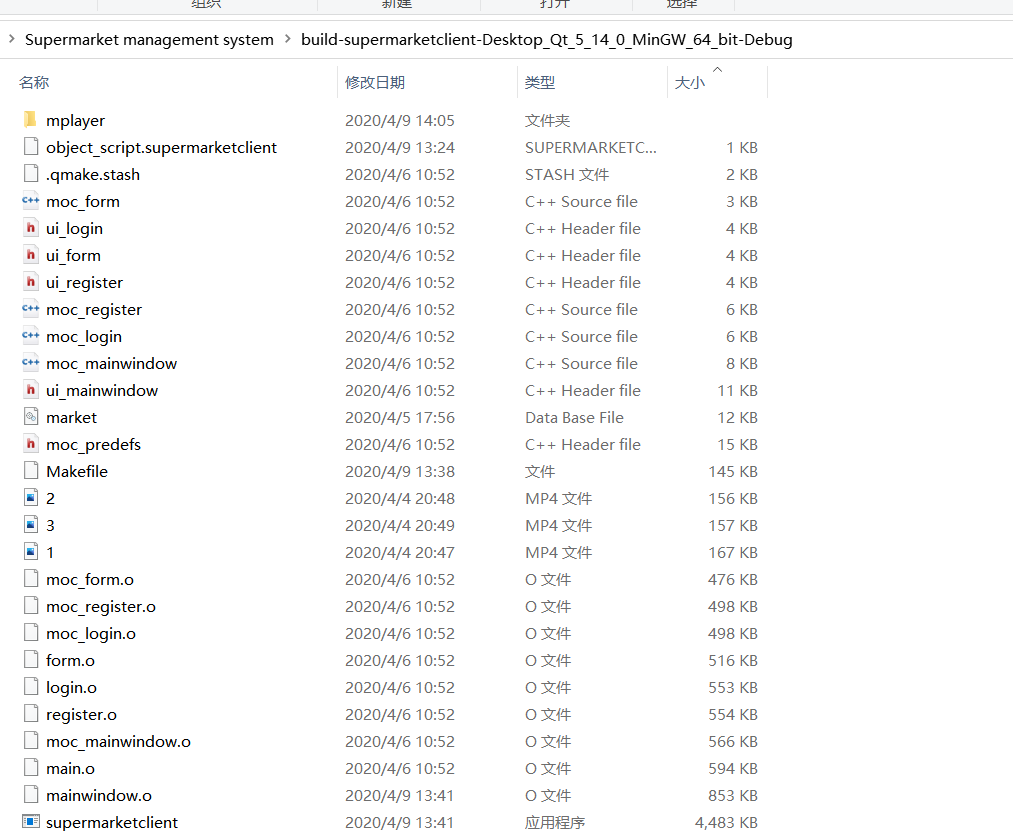 组织 新建 打开 选择
Supermarket management system > build-supermarketclient-Desktop_Qt_5_14_0_MinGW_64_bit-Debug
名称 修改日期 类型 大小
mplayer 2020/4/9 14:05 文件夹
object_script.supermarketclient 2020/4/9 13:24 SUPERMARKETC... 1 KB
.qmake.stash 2020/4/6 10:52 STASH 文件 2 KB
moc_form 2020/4/6 10:52 C++ Source file 3 KB
ui_login 2020/4/6 10:52 C++ Header file 4 KB
ui_form 2020/4/6 10:52 C++ Header file 4 KB
ui_register 2020/4/6 10:52 C++ Header file 4 KB
moc_register 2020/4/6 10:52 C++ Source file 6 KB
moc_login 2020/4/6 10:52 C++ Source file 6 KB
moc_mainwindow 2020/4/6 10:52 C++ Source file 8 KB
ui_mainwindow 2020/4/6 10:52 C++ Header file 11 KB
market 2020/4/5 17:56 Data Base File 12 KB
moc_predefs 2020/4/6 10:52 C++ Header file 15 KB
Makefile 2020/4/9 13:38 文件 145 KB
2 2020/4/4 20:48 MP4 文件 156 KB
3 2020/4/4 20:49 MP4 文件 157 KB
1 2020/4/4 20:47 MP4 文件 167 KB
moc_form.o 2020/4/6 10:52 O 文件 476 KB
moc_register.o 2020/4/6 10:52 O 文件 498 KB
moc_login.o 2020/4/6 10:52 O 文件 498 KB
form.o 2020/4/6 10:52 O 文件 516 KB
login.o 2020/4/6 10:52 O 文件 553 KB
register.o 2020/4/6 10:52 O 文件 554 KB
moc_mainwindow.o 2020/4/6 10:52 O 文件 566 KB
main.o 2020/4/6 10:52 O 文件 594 KB
mainwindow.o 2020/4/9 13:41 O 文件 853 KB
supermarketclient 2020/4/9 13:41 应用程序 4,483 KB